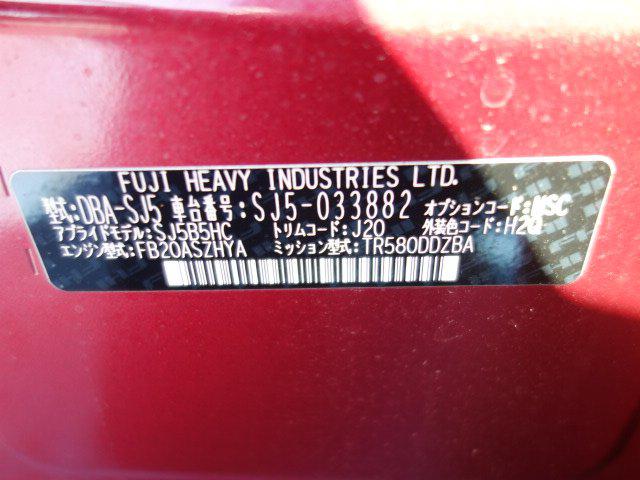 FUJI HEAVY INDUSTRIES LTD.
型式:DBA-SJ5 車台番号:SJ5-033882 オプションコード:NSC
アプライドモデル:SJ5B5HC トリムコード:J20 外装色コード:H2Q
エンジン型式:FB20ASZHYA ミッション型式:TR580DDZBA